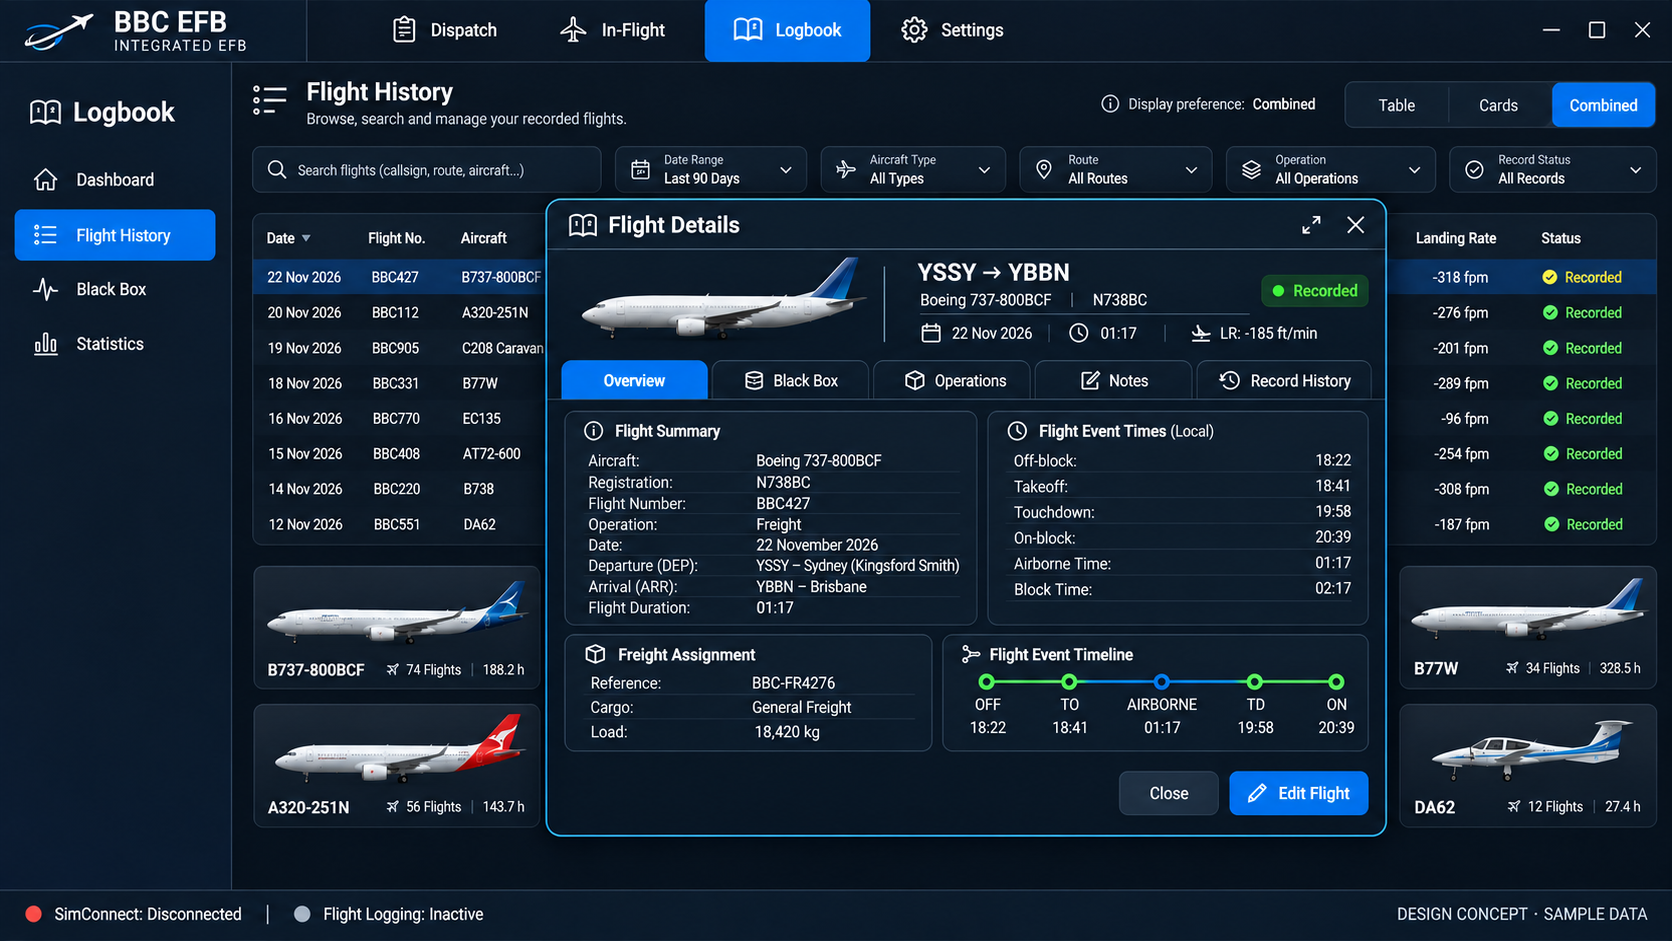 BBC EFB
INTEGRATED EFB
Dispatch
In-Flight
Logbook
Settings
Logbook
Dashboard
Flight History
Black Box
Statistics
Flight History
Browse, search and manage your recorded flights.
Display preference: Combined
Table
Cards
Combined
Search flights (callsign, route, aircraft...)
Date Range
Last 90 Days
Aircraft Type
All Types
Route
All Routes
Operation
All Operations
Record Status
All Records
Date Flight No. Aircraft Landing Rate Status
22 Nov 2026 BBC427 B737-800BCF -318 fpm Recorded
20 Nov 2026 BBC112 A320-251N -276 fpm Recorded
19 Nov 2026 BBC905 C208 Caravan -201 fpm Recorded
18 Nov 2026 BBC331 B77W -289 fpm Recorded
16 Nov 2026 BBC770 EC135 -96 fpm Recorded
15 Nov 2026 BBC408 AT72-600 -254 fpm Recorded
14 Nov 2026 BBC220 B738 -308 fpm Recorded
12 Nov 2026 BBC551 DA62 -187 fpm Recorded
B737-800BCF 74 Flights | 188.2 h
A320-251N 56 Flights | 143.7 h
B77W 34 Flights | 328.5 h
DA62 12 Flights | 27.4 h
Flight Details
YSSY → YBBN
Boeing 737-800BCF | N738BC
Recorded
22 Nov 2026 | 01:17 | LR: -185 ft/min
Overview
Black Box
Operations
Notes
Record History
Flight Summary
Aircraft: Boeing 737-800BCF
Registration: N738BC
Flight Number: BBC427
Operation: Freight
Date: 22 November 2026
Departure (DEP): YSSY – Sydney (Kingsford Smith)
Arrival (ARR): YBBN – Brisbane
Flight Duration: 01:17
Flight Event Times (Local)
Off-block: 18:22
Takeoff: 18:41
Touchdown: 19:58
On-block: 20:39
Airborne Time: 01:17
Block Time: 02:17
Freight Assignment
Reference: BBC-FR4276
Cargo: General Freight
Load: 18,420 kg
Flight Event Timeline
OFF TO AIRBORNE TD ON
18:22 18:41 01:17 19:58 20:39
Close
Edit Flight
SimConnect: Disconnected | Flight Logging: Inactive
DESIGN CONCEPT · SAMPLE DATA